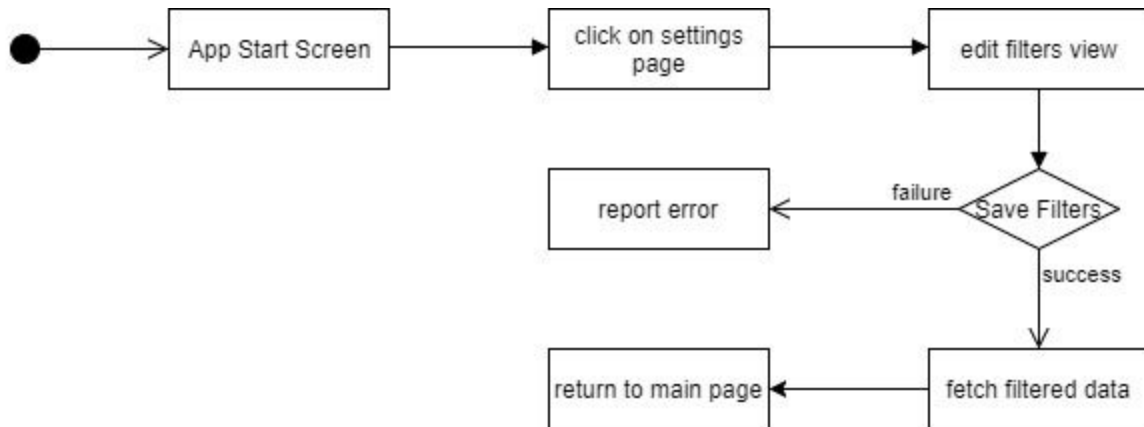 App Start Screen
click on settings
page
edit filters view
report error
failure
Save Filters
success
return to main page
fetch filtered data